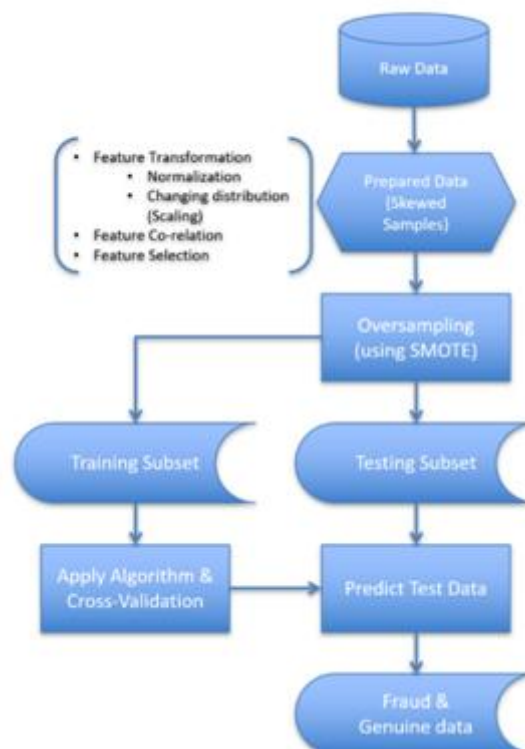 Raw Data
• Feature Transformation
• Normalization
• Changing distribution
(Scaling)
• Feature Co-relation
• Feature Selection
Prepared Data
(Skewed
Samples)
Oversampling
(using SMOTE)
Training Subset
Testing Subset
Apply Algorithm &
Cross-Validation
Predict Test Data
Fraud &
Genuine data